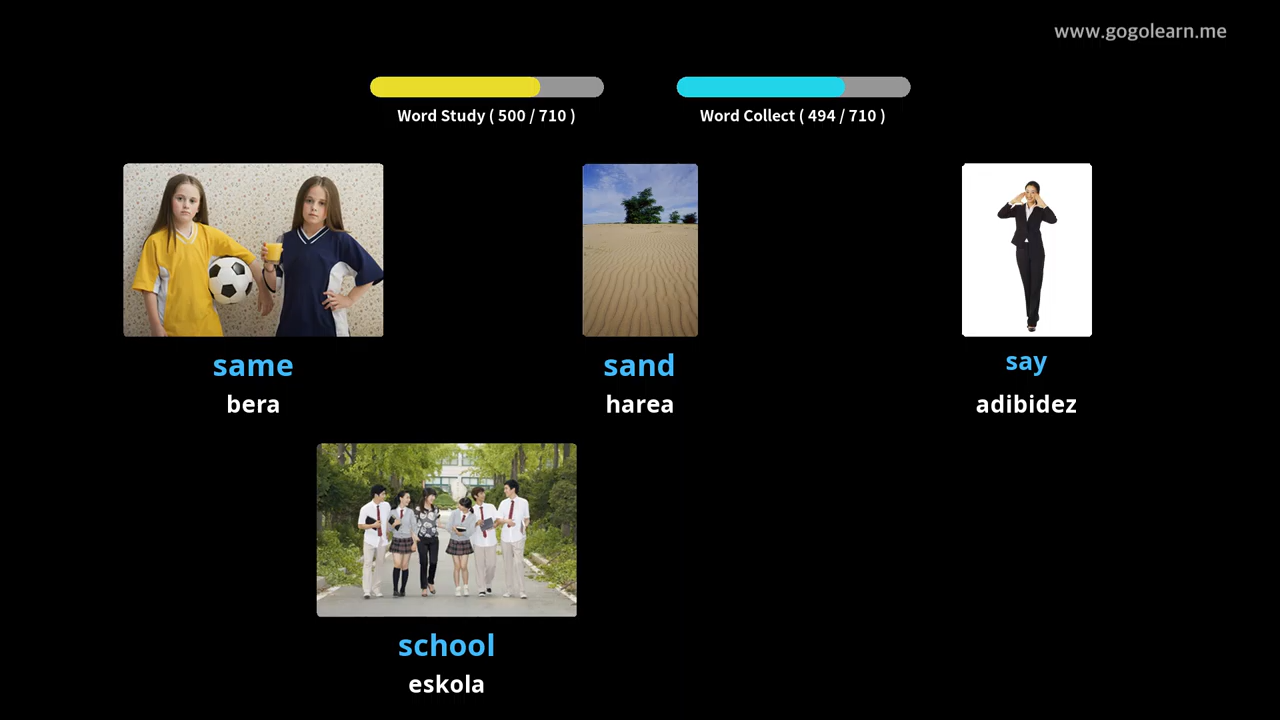 www.gogolearn.me
Word Study ( 500 / 710 )
Word Collect ( 494 / 710 )
same
bera
sand
harea
say
adibidez
school
eskola